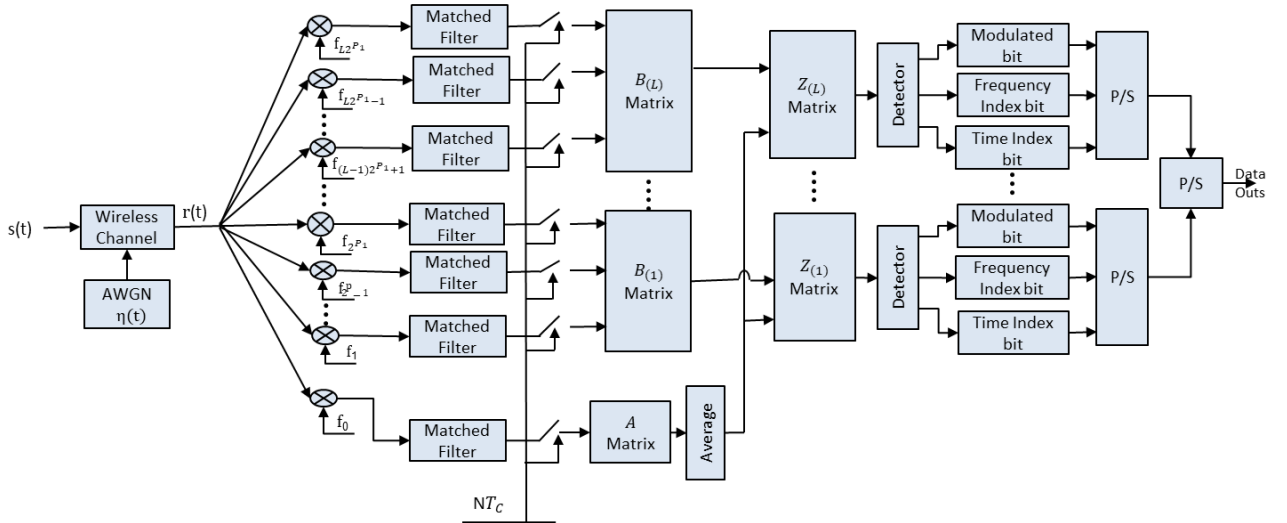 s(t)
Wireless
Channel
AWGN
η(t)
r(t)
f_{L2^{P_1}}
f_{L2^{P_1}-1}
f_{(L-1)2^{P_1}+1}
f_{2^{P_1}}
f_{2^p-1}
f_1
f_0
Matched
Filter
Matched
Filter
Matched
Filter
Matched
Filter
Matched
Filter
Matched
Filter
Matched
Filter
NT_C
B_{(L)}
Matrix
B_{(1)}
Matrix
A
Matrix
Average
Z_{(L)}
Matrix
Z_{(1)}
Matrix
Detector
Detector
Modulated
bit
Frequency
Index bit
Time Index
bit
Modulated
bit
Frequency
Index bit
Time Index
bit
P/S
P/S
P/S
Data
Outs